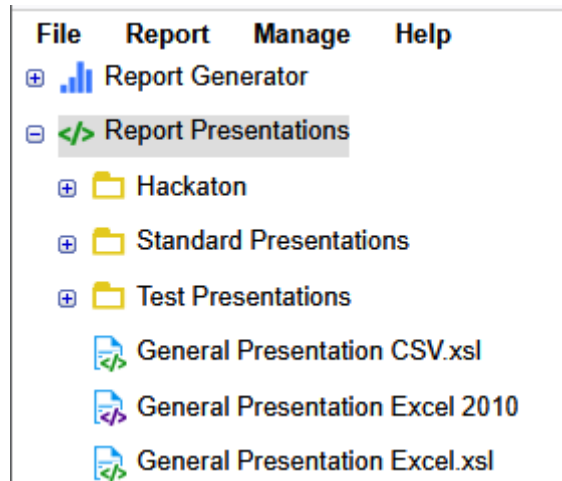 File Report Manage Help
Report Generator
</> Report Presentations
Hackaton
Standard Presentations
Test Presentations
General Presentation CSV.xsl
General Presentation Excel 2010
General Presentation Excel.xsl